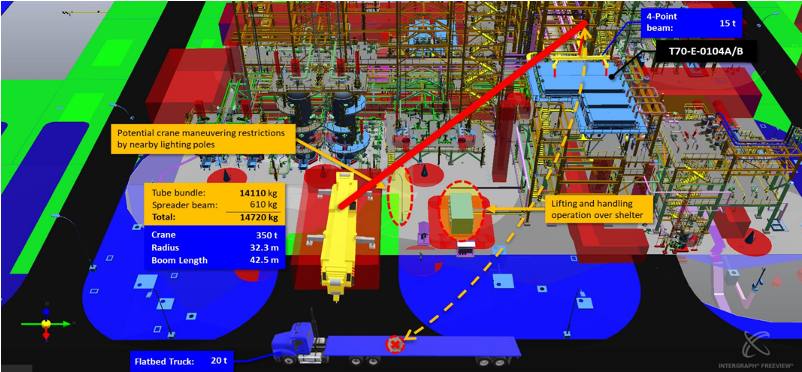 4-Point
beam: 15 t
T70-E-0104A/B
Potential crane maneuvering restrictions
by nearby lighting poles
Tube bundle: 14110 kg
Spreader beam: 610 kg
Total: 14720 kg
Lifting and handling
operation over shelter
Crane 350 t
Radius 32.3 m
Boom Length 42.5 m
Flatbed Truck: 20 t
INTERGRAPH® FREEVIEW®